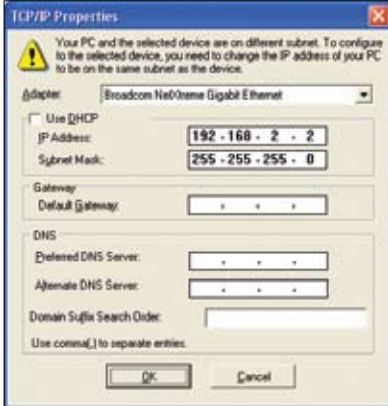 TCP/IP Properties
Your PC and the selected device are on different subnet. To configure
to the selected device, you need to change the IP address of your PC
to be on the same subnet as the device.
Adapter: Broadcom NetXtreme Gigabit Ethernet
Use DHCP
IP Address: 192 . 168 . 2 . 2
Subnet Mask: 255 . 255 . 255 . 0
Gateway
Default Gateway: . . .
DNS
Preferred DNS Server: . . .
Alternate DNS Server: . . .
Domain Suffix Search Order:
Use comma(,) to separate entries.
OK Cancel